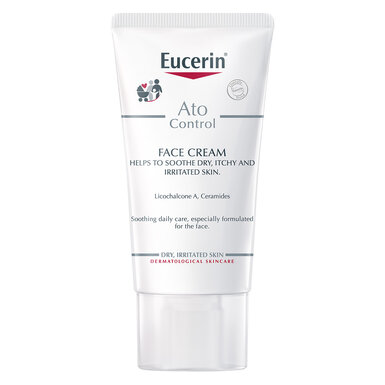 Eucerin®
Ato
Control
FACE CREAM
HELPS TO SOOTHE DRY, ITCHY AND
IRRITATED SKIN.
Licochalcone A, Ceramides
Soothing daily care, especially formulated
for the face.
DRY, IRRITATED SKIN
DERMATOLOGICAL SKINCARE